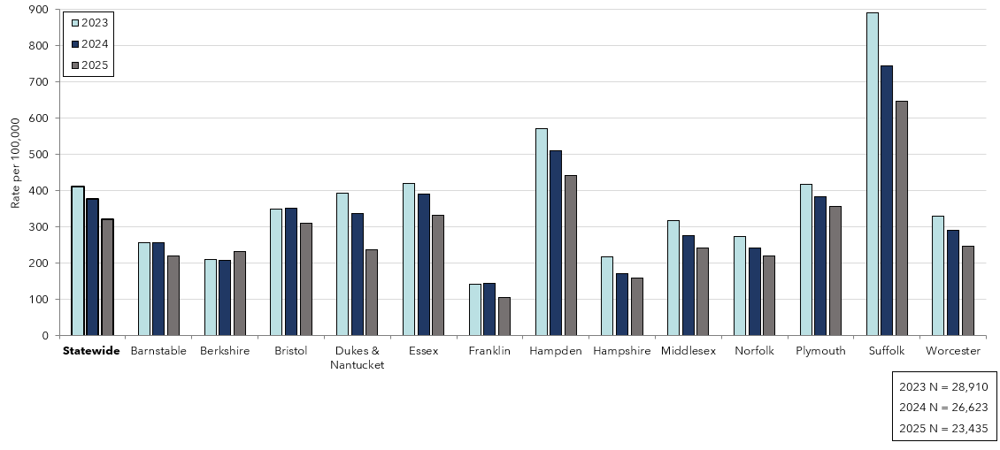 900
800
700
600
500
400
300
200
100
0
Rate per 100,000
2023
2024
2025
Statewide
Barnstable
Berkshire
Bristol
Dukes &
Nantucket
Essex
Franklin
Hampden
Hampshire
Middlesex
Norfolk
Plymouth
Suffolk
Worcester
2023 N = 28,910
2024 N = 26,623
2025 N = 23,435